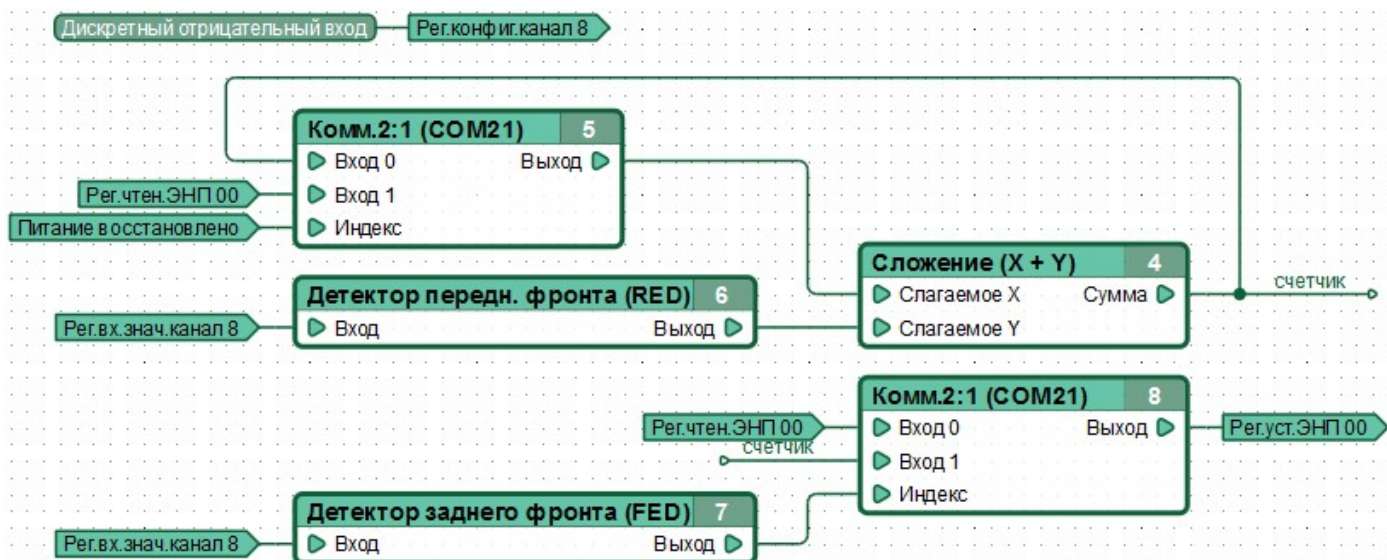 Дискретный отрицательный вход
Рег.конфиг.канал 8
Комм.2:1 (COM21) 5
Вход 0 Выход
Рег.чтен.ЭНП 00
Вход 1
Питание восстановлено
Индекс
Сложение (X + Y) 4
Слагаемое X Сумма
счетчик
Слагаемое Y
Детектор передн. фронта (RED) 6
Рег.вх.знач.канал 8
Вход Выход
Комм.2:1 (COM21) 8
Рег.чтен.ЭНП 00
Вход 0 Выход
Рег.уст.ЭНП 00
счетчик
Вход 1
Индекс
Детектор заднего фронта (FED) 7
Рег.вх.знач.канал 8
Вход Выход